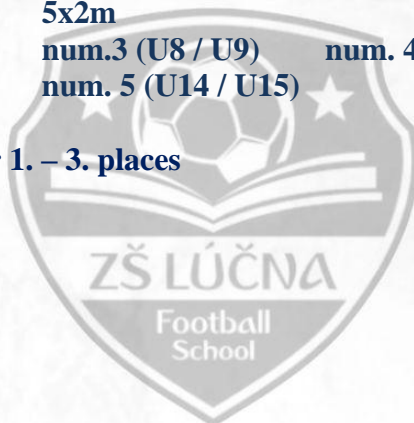 5x2m
num.3 (U8 / U9) num. 4
num. 5 (U14 / U15)
1. – 3. places
ZŠ LÚČNA
Football
School